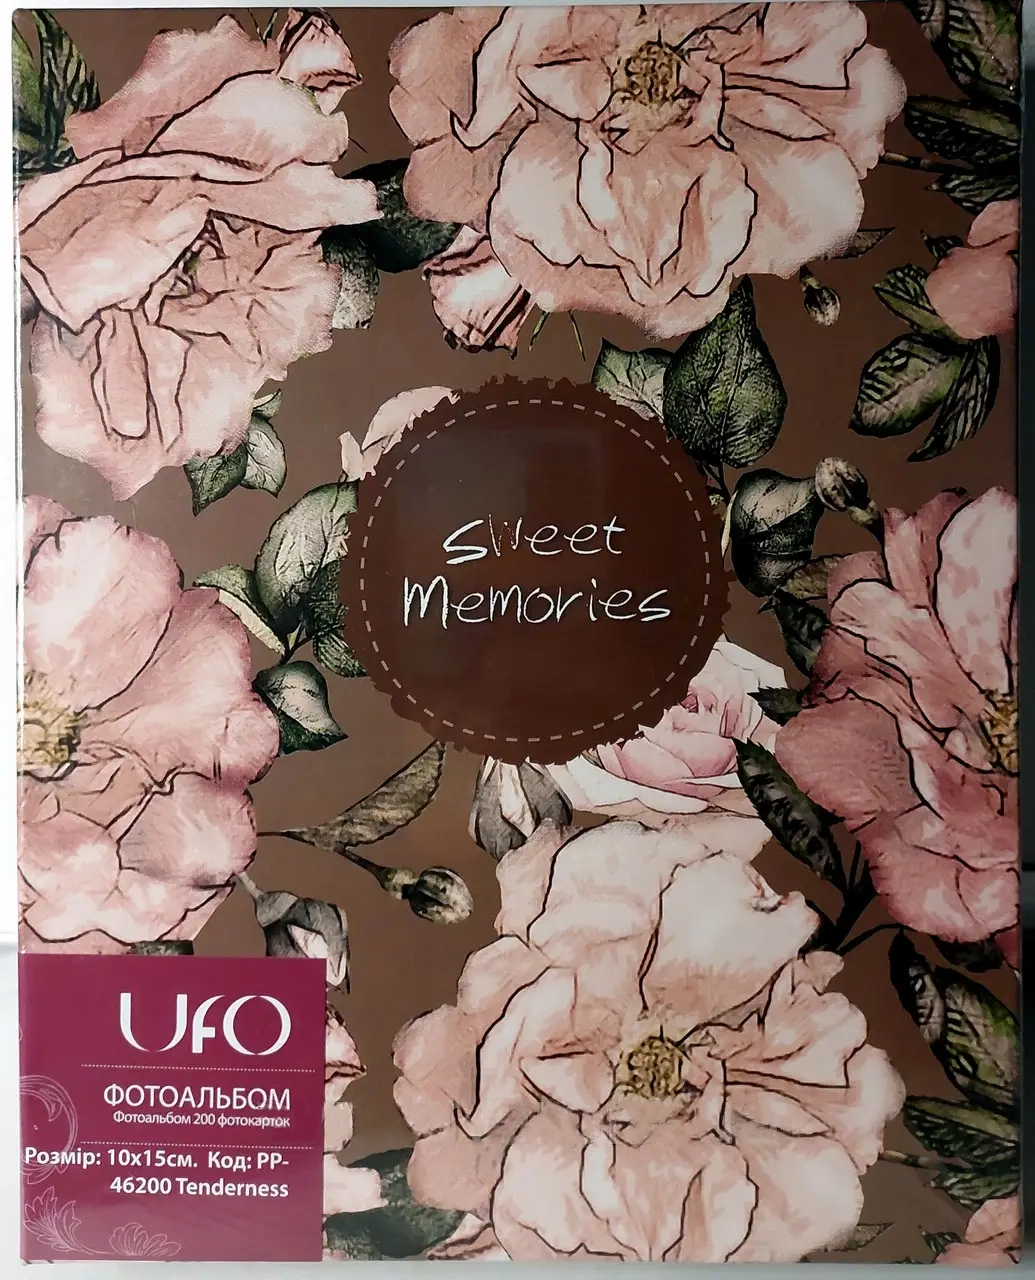 Sweet
Memories
UfO
ФОТОАЛЬБОМ
Фотоальбом 200 фотокарток
Розмір: 10x15см. Код: PP-
46200 Tenderness